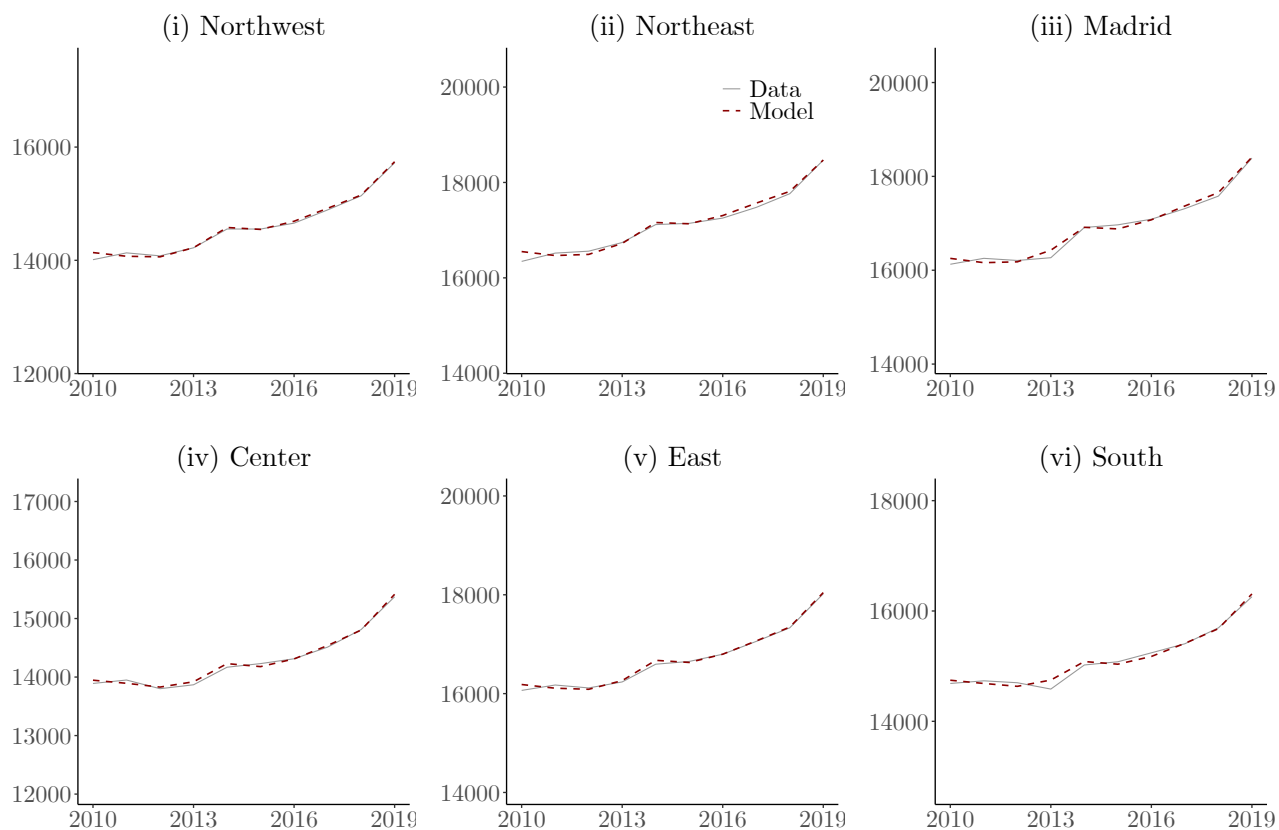 (i) Northwest
16000
14000
12000
2010 2013 2016 2019
(ii) Northeast
20000
18000
16000
14000
Data
Model
2010 2013 2016 2019
(iii) Madrid
20000
18000
16000
14000
2010 2013 2016 2019
(iv) Center
17000
16000
15000
14000
13000
12000
2010 2013 2016 2019
(v) East
20000
18000
16000
14000
2010 2013 2016 2019
(vi) South
18000
16000
14000
2010 2013 2016 2019